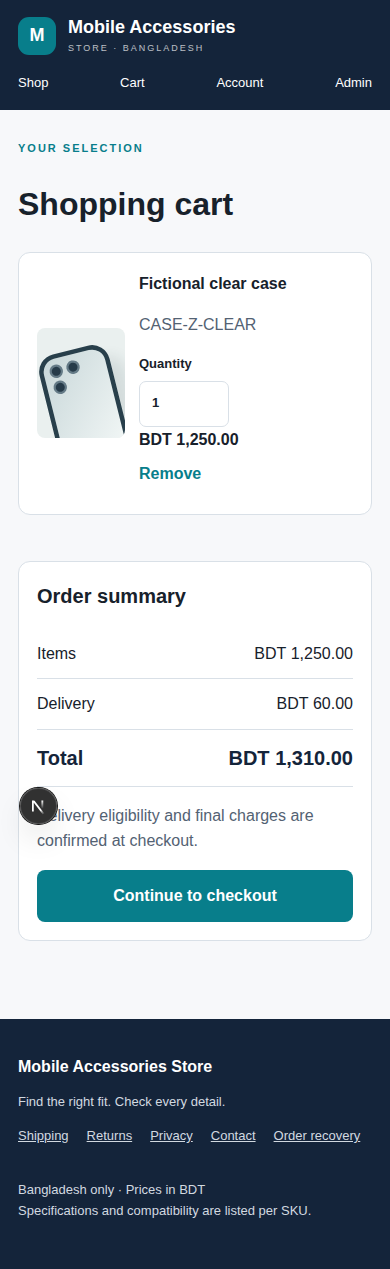 M
Mobile Accessories
STORE · BANGLADESH
Shop Cart Account Admin
YOUR SELECTION
Shopping cart
Fictional clear case
CASE-Z-CLEAR
Quantity
1
BDT 1,250.00
Remove
Order summary
Items BDT 1,250.00
Delivery BDT 60.00
Total BDT 1,310.00
N
Delivery eligibility and final charges are
confirmed at checkout.
Continue to checkout
Mobile Accessories Store
Find the right fit. Check every detail.
Shipping Returns Privacy Contact Order recovery
Bangladesh only · Prices in BDT
Specifications and compatibility are listed per SKU.